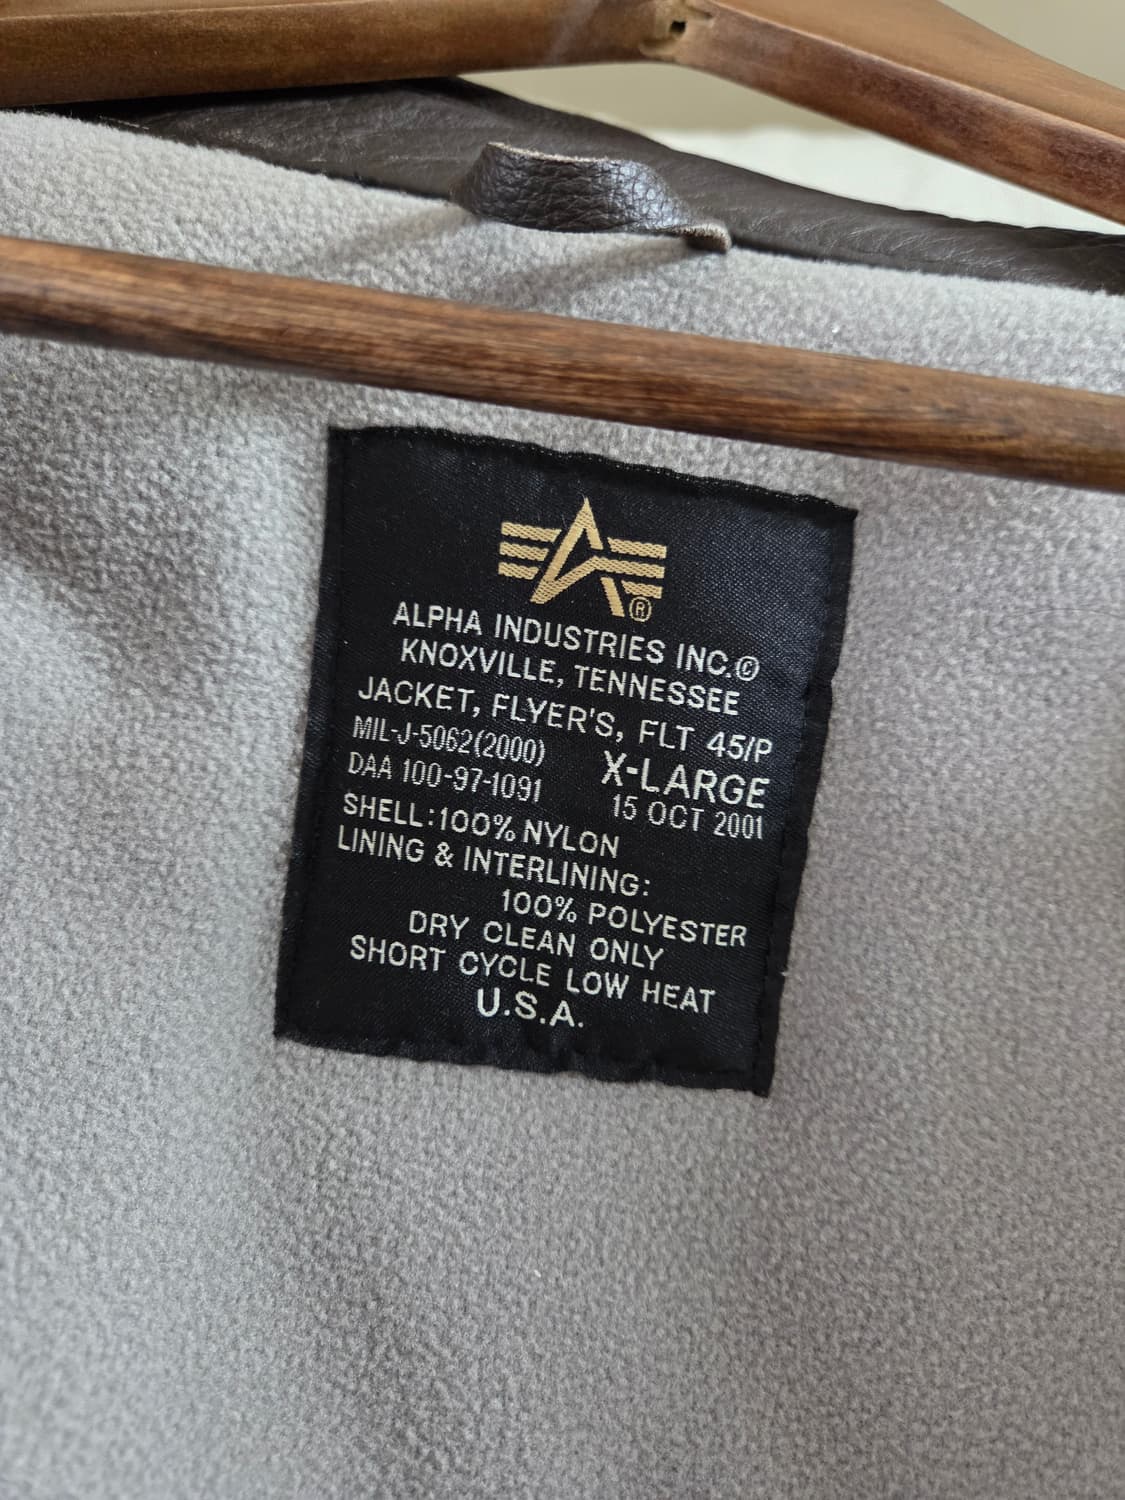 ®
ALPHA INDUSTRIES INC.©
KNOXVILLE, TENNESSEE
JACKET, FLYER'S, FLT 45/P
MIL-J-5062(2000)
X-LARGE
DAA 100-97-1091
15 OCT 2001
SHELL:100% NYLON
LINING & INTERLINING:
100% POLYESTER
DRY CLEAN ONLY
SHORT CYCLE LOW HEAT
U.S.A.